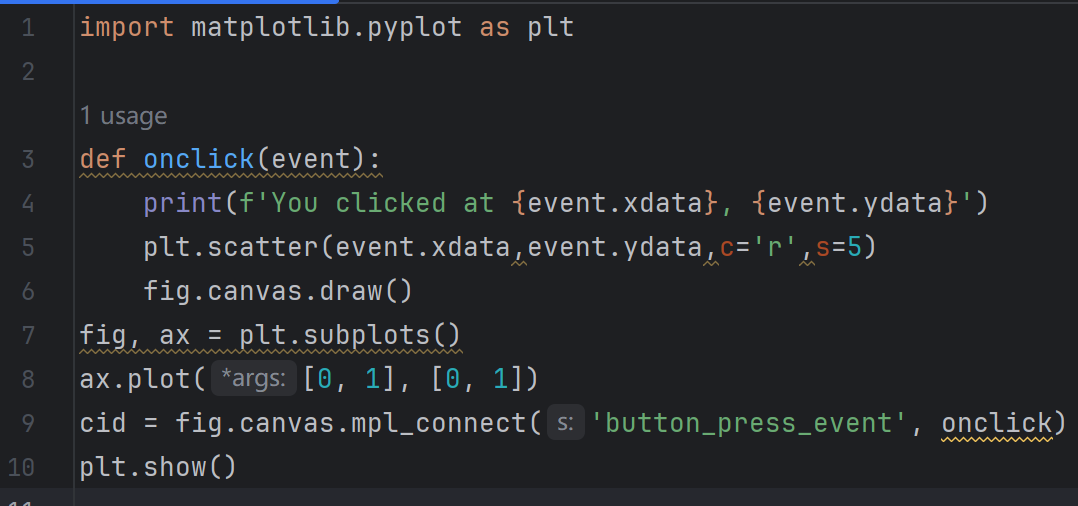 1 import matplotlib.pyplot as plt
2
1 usage
3 def onclick(event):
4     print(f'You clicked at {event.xdata}, {event.ydata}')
5     plt.scatter(event.xdata,event.ydata,c='r',s=5)
6     fig.canvas.draw()
7 fig, ax = plt.subplots()
8 ax.plot( *args: [0, 1], [0, 1])
9 cid = fig.canvas.mpl_connect( s: 'button_press_event', onclick)
10 plt.show()